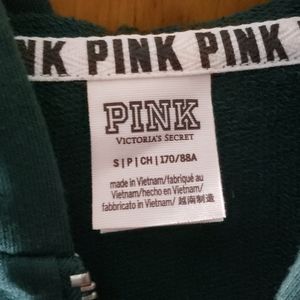 NK PINK PINK
PINK
VICTORIA'S SECRET
S | P | CH | 170/88A
made in Vietnam/fabriqué au
Vietnam/hecho en Vietnam/
fabbricato in Vietnam/ 越南制造